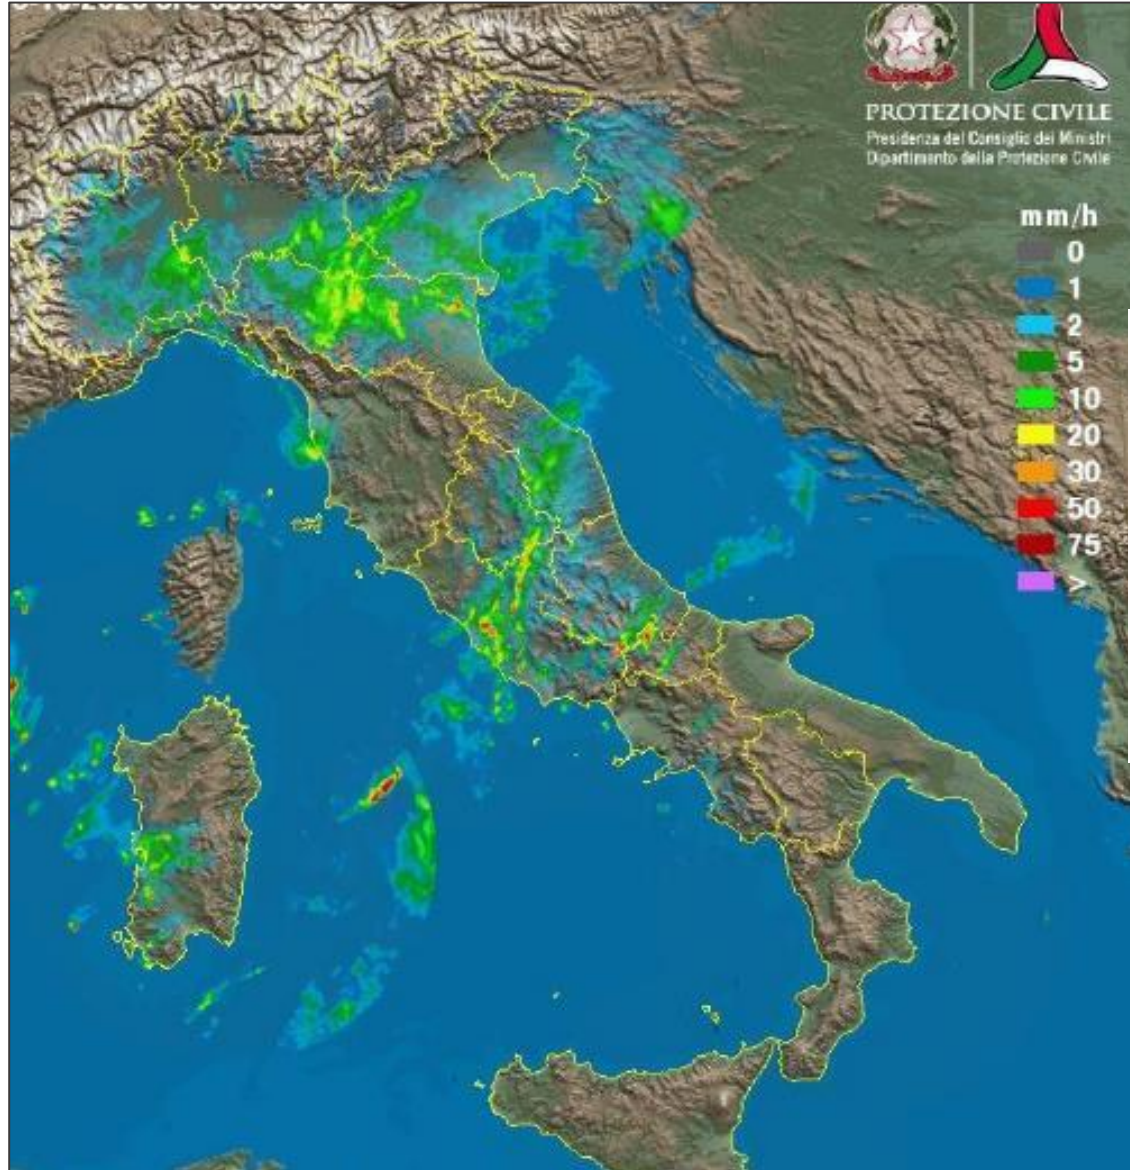 PROTEZIONE CIVILE
Presidenza del Consiglio dei Ministri
Dipartimento della Protezione Civile
mm/h
0
1
2
5
10
20
30
50
75
>